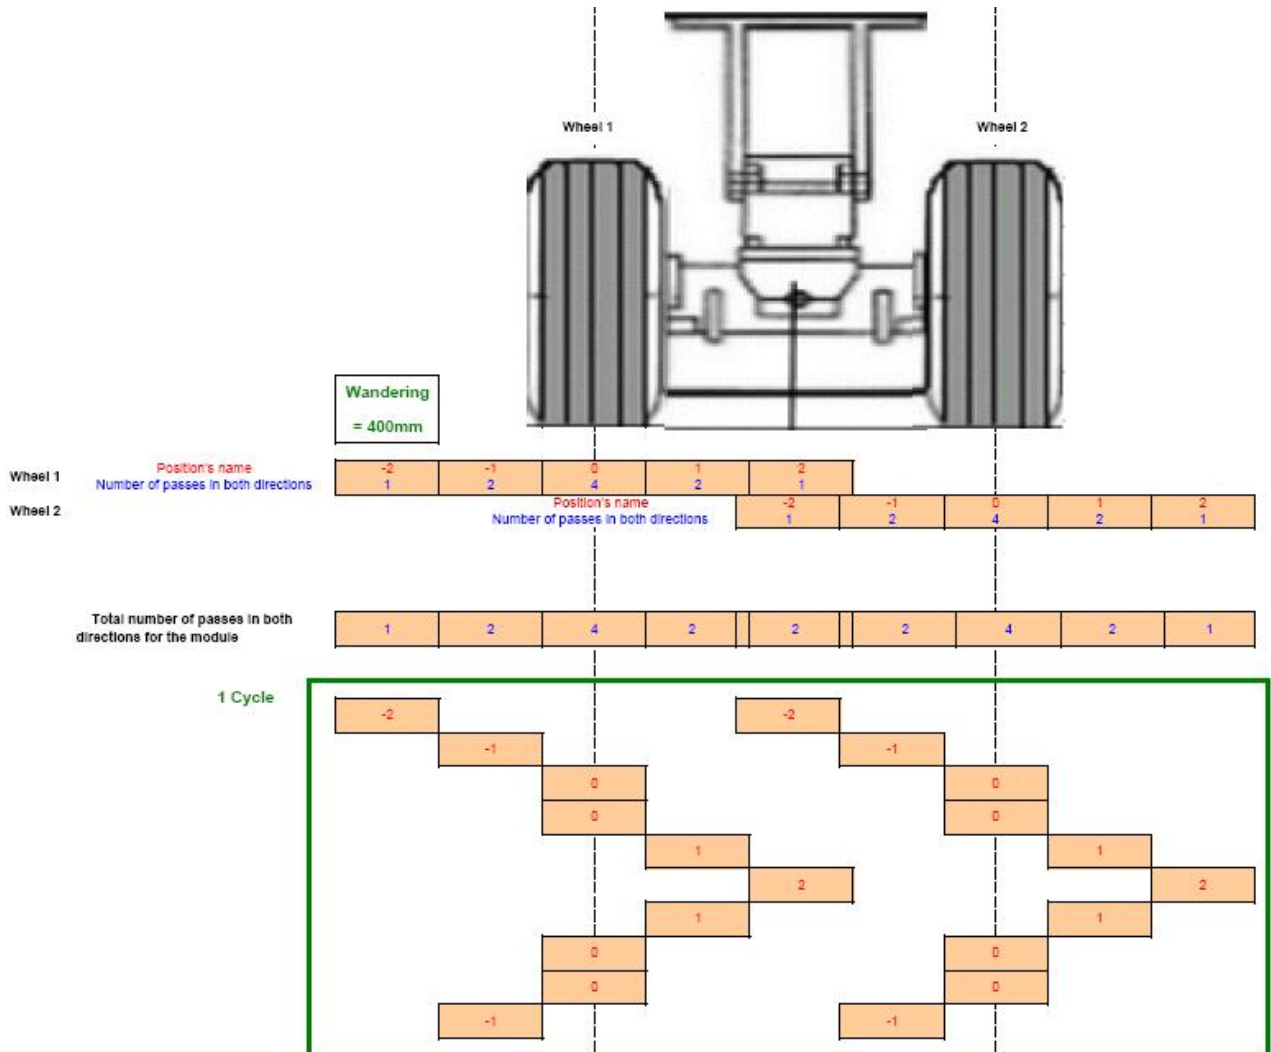 Wheel 1 Wheel 2
Wandering
= 400mm
Wheel 1 Position's name -2 -1 0 1 2
Number of passes in both directions 1 2 4 2 1
Wheel 2 Position's name -2 -1 0 1 2
Number of passes in both directions 1 2 4 2 1
Total number of passes in both
directions for the module 1 2 4 2 2 2 4 2 1
1 Cycle
-2 -2
-1 -1
0 0
0 0
1 1
2 2
1 1
0 0
0 0
-1 -1